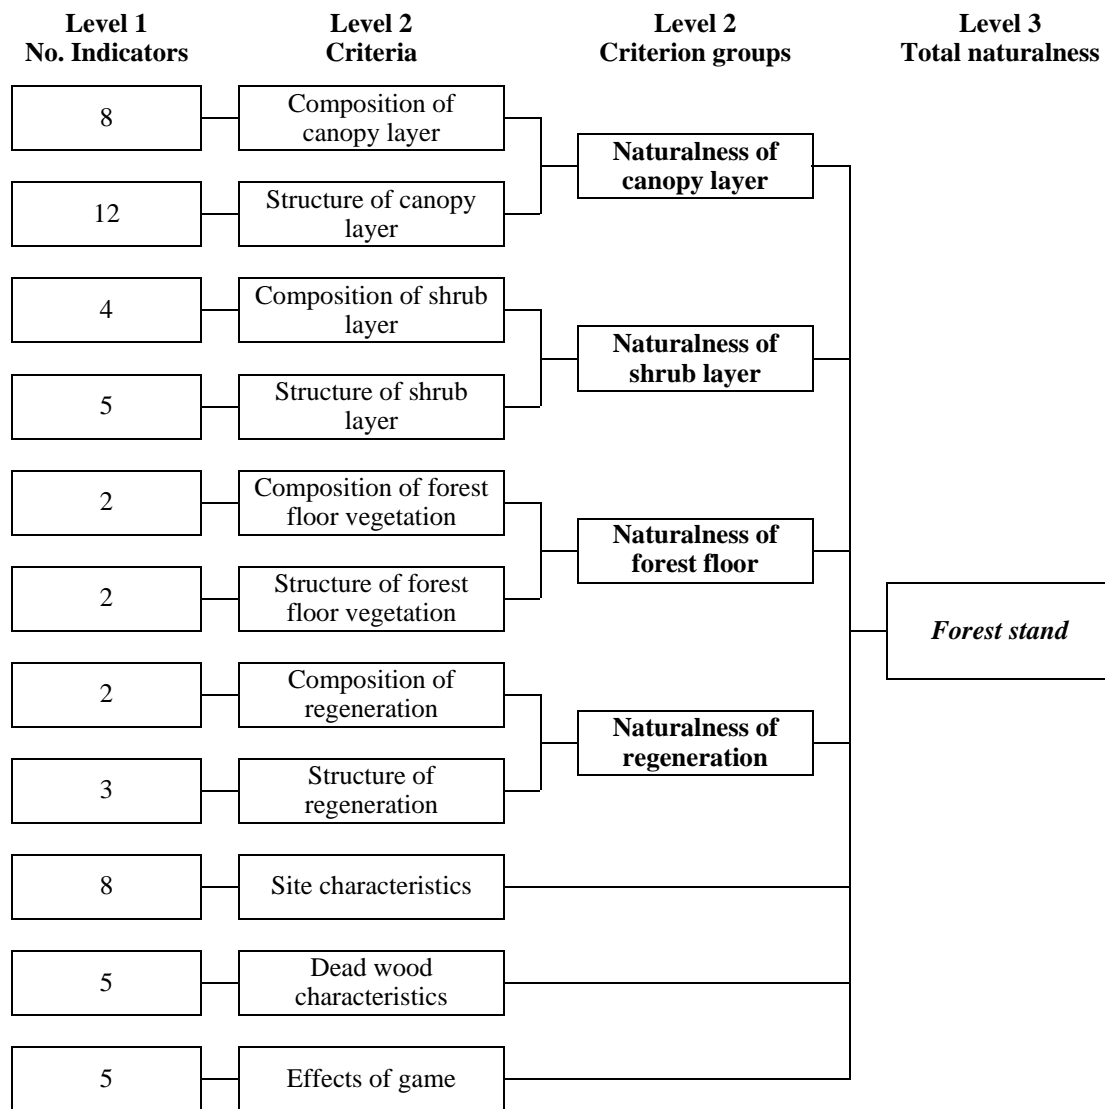 Level 1
No. Indicators
Level 2
Criteria
Level 2
Criterion groups
Level 3
Total naturalness
8
Composition of
canopy layer
Naturalness of
canopy layer
12
Structure of canopy
layer
4
Composition of shrub
layer
Naturalness of
shrub layer
5
Structure of shrub
layer
2
Composition of forest
floor vegetation
Naturalness of
forest floor
2
Structure of forest
floor vegetation
Forest stand
2
Composition of
regeneration
Naturalness of
regeneration
3
Structure of
regeneration
8
Site characteristics
5
Dead wood
characteristics
5
Effects of game